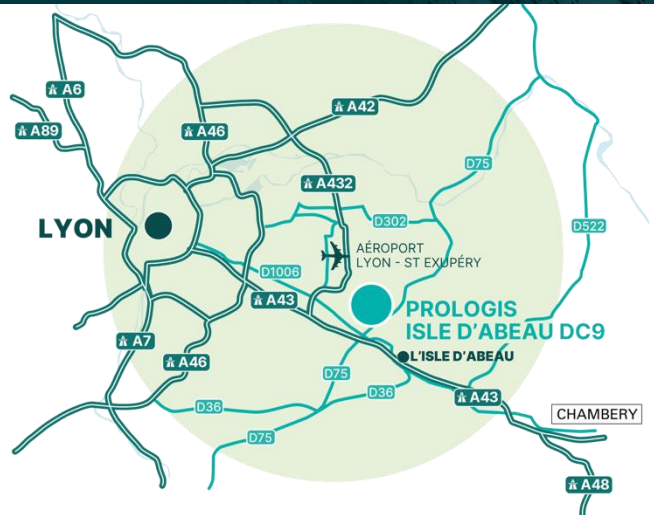 A6
A89
A46
A42
A432
D75
D302
D522
LYON
AÉROPORT
LYON - ST EXUPÉRY
D1006
A43
PROLOGIS
ISLE D'ABEAU DC9
L'ISLE D'ABEAU
A7
A46
D75
D36
D36
A43
CHAMBERY
D75
A48